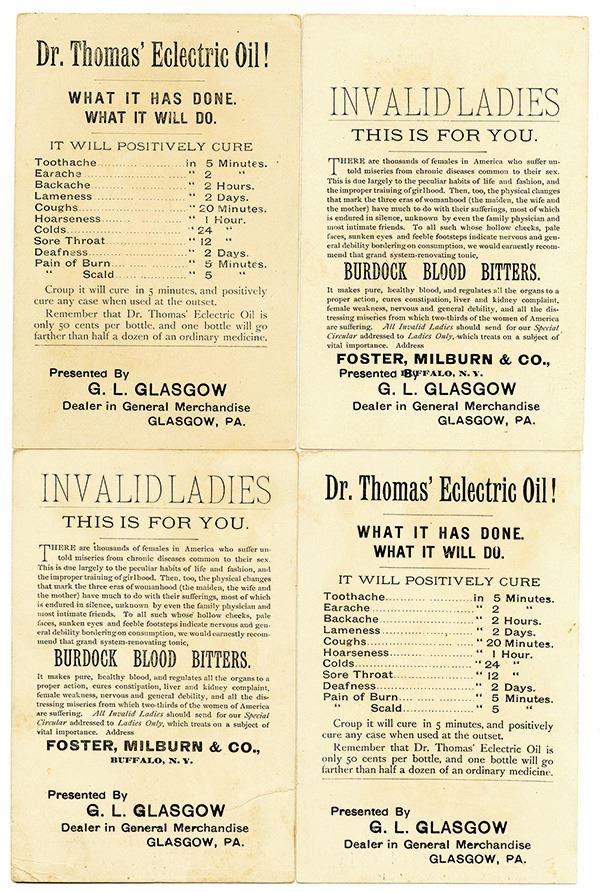 Dr. Thomas' Eclectric Oil!
WHAT IT HAS DONE.
WHAT IT WILL DO.
IT WILL POSITIVELY CURE
Toothache..................in 5 Minutes.
Earache...................... " 2 "
Backache.................... " 2 Hours.
Lameness ................... " 2 Days.
Coughs....................... " 20 Minutes.
Hoarseness ................ " 1 Hour.
Colds......................... " 24 "
Sore Throat................ " 12 "
Deafness.................... " 2 Days.
Pain of Burn............... " 5 Minutes.
" Scald ................ " 5 "
Croup it will cure in 5 minutes, and positively
cure any case when used at the outset.
Remember that Dr. Thomas' Eclectric Oil is
only 50 cents per bottle, and one bottle will go
farther than half a dozen of an ordinary medicine.
Presented By
G. L. GLASGOW
Dealer in General Merchandise
GLASGOW, PA.
INVALID LADIES
THIS IS FOR YOU.
THERE are thousands of females in America who suffer un-
told miseries from chronic diseases common to their sex.
This is due largely to the peculiar habits of life and fashion, and
the improper training of girlhood. Then, too, the physical changes
that mark the three eras of womanhood (the maiden, the wife and
the mother) have much to do with their sufferings, most of which
is endured in silence, unknown by even the family physician and
most intimate friends. To all such whose hollow cheeks, pale
faces, sunken eyes and feeble footsteps indicate nervous and gen-
eral debility bordering on consumption, we would earnestly recom-
mend that grand system-renovating tonic,
BURDOCK BLOOD BITTERS.
It makes pure, healthy blood, and regulates all the organs to a
proper action, cures constipation, liver and kidney complaint,
female weakness, nervous and general debility, and all the dis-
tressing miseries from which two-thirds of the women of America
are suffering. All Invalid Ladies should send for our Special
Circular addressed to Ladies Only, which treats on a subject of
vital importance. Address
FOSTER, MILBURN & CO.,
BUFFALO, N. Y.
Presented By
G. L. GLASGOW
Dealer in General Merchandise
GLASGOW, PA.
INVALID LADIES
THIS IS FOR YOU.
THERE are thousands of females in America who suffer un-
told miseries from chronic diseases common to their sex.
This is due largely to the peculiar habits of life and fashion, and
the improper training of girlhood. Then, too, the physical changes
that mark the three eras of womanhood (the maiden, the wife and
the mother) have much to do with their sufferings, most of which
is endured in silence, unknown by even the family physician and
most intimate friends. To all such whose hollow cheeks, pale
faces, sunken eyes and feeble footsteps indicate nervous and gen-
eral debility bordering on consumption, we would earnestly recom-
mend that grand system-renovating tonic,
BURDOCK BLOOD BITTERS.
It makes pure, healthy blood, and regulates all the organs to a
proper action, cures constipation, liver and kidney complaint,
female weakness, nervous and general debility, and all the dis-
tressing miseries from which two-thirds of the women of America
are suffering. All Invalid Ladies should send for our Special
Circular addressed to Ladies Only, which treats on a subject of
vital importance. Address
FOSTER, MILBURN & CO.,
BUFFALO, N. Y.
Presented By
G. L. GLASGOW
Dealer in General Merchandise
GLASGOW, PA.
Dr. Thomas' Eclectric Oil!
WHAT IT HAS DONE.
WHAT IT WILL DO.
IT WILL POSITIVELY CURE
Toothache..................in 5 Minutes.
Earache...................... " 2 "
Backache.................... " 2 Hours.
Lameness ................... " 2 Days.
Coughs....................... " 20 Minutes.
Hoarseness ................ " 1 Hour.
Colds......................... " 24 "
Sore Throat................ " 12 "
Deafness.................... " 2 Days.
Pain of Burn............... " 5 Minutes.
" Scald ................ " 5 "
Croup it will cure in 5 minutes, and positively
cure any case when used at the outset.
Remember that Dr. Thomas' Eclectric Oil is
only 50 cents per bottle, and one bottle will go
farther than half a dozen of an ordinary medicine.
Presented By
G. L. GLASGOW
Dealer in General Merchandise
GLASGOW, PA.